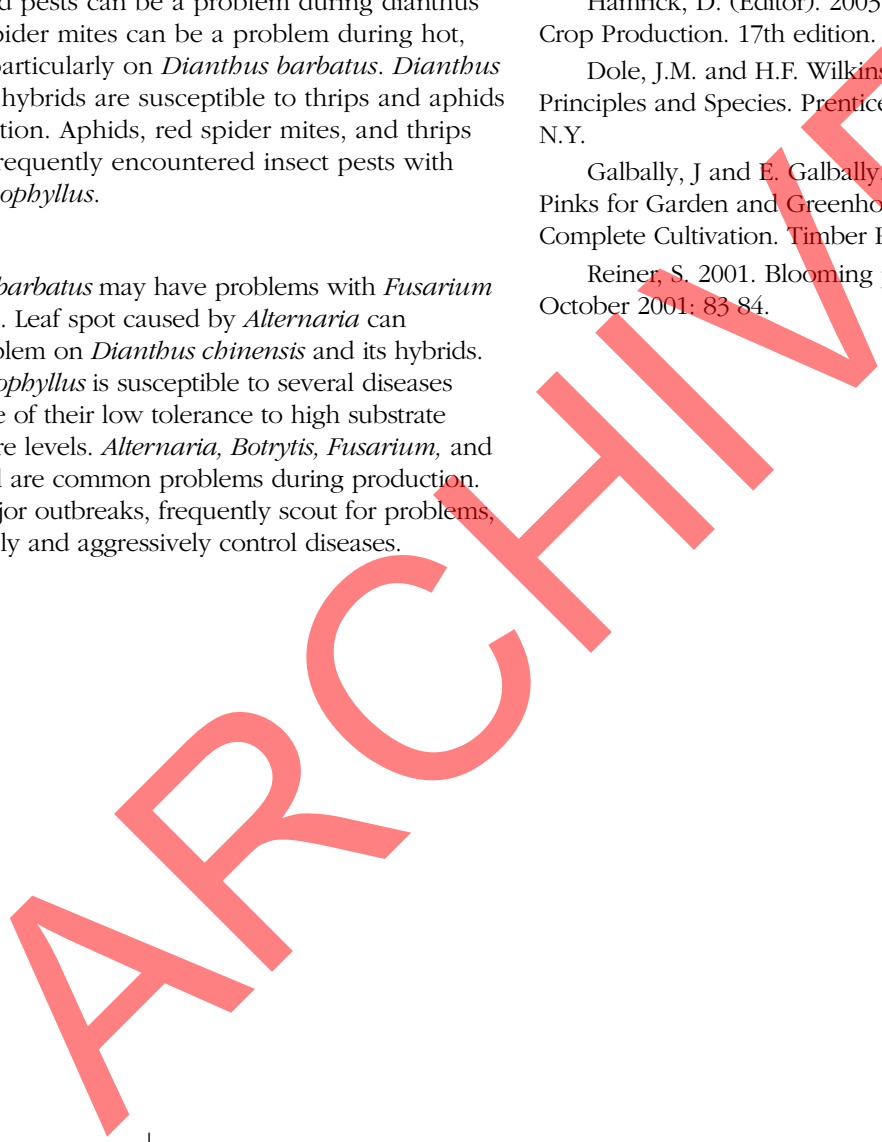 d pests can be a problem during dianthus
pider mites can be a problem during hot,
particularly on Dianthus barbatus. Dianthus
hybrids are susceptible to thrips and aphids
tion. Aphids, red spider mites, and thrips
requently encountered insect pests with
ophyllus.
barbatus may have problems with Fusarium
. Leaf spot caused by Alternaria can
blem on Dianthus chinensis and its hybrids.
ophyllus is susceptible to several diseases
e of their low tolerance to high substrate
re levels. Alternaria, Botrytis, Fusarium, and
l are common problems during production.
jor outbreaks, frequently scout for problems,
ly and aggressively control diseases.
Hamrick, D. (Editor). 2003
Crop Production. 17th edition.
Dole, J.M. and H.F. Wilkins
Principles and Species. Prentice
N.Y.
Galbally, J and E. Galbally.
Pinks for Garden and Greenho
Complete Cultivation. Timber P
Reiner, S. 2001. Blooming
October 2001: 83 84.
ARCHIVE